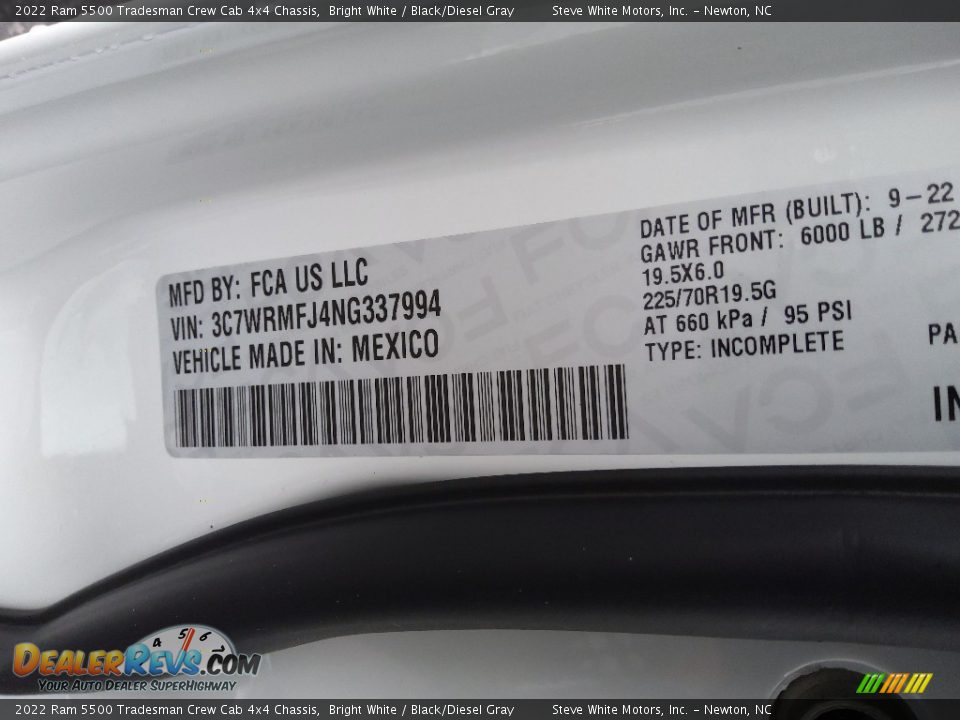 2022 Ram 5500 Tradesman Crew Cab 4x4 Chassis, Bright White / Black/Diesel Gray Steve White Motors, Inc. - Newton, NC
MFD BY: FCA US LLC
VIN: 3C7WRMFJ4NG337994
VEHICLE MADE IN: MEXICO
DATE OF MFR (BUILT): 9-22
GAWR FRONT: 6000 LB / 272
19.5X6.0
225/70R19.5G
AT 660 kPa / 95 PSI
TYPE: INCOMPLETE
PA
IN
4 5 6
DEALERREVS.COM
YOUR AUTO DEALER SUPERHIGHWAY
2022 Ram 5500 Tradesman Crew Cab 4x4 Chassis, Bright White / Black/Diesel Gray Steve White Motors, Inc. - Newton, NC